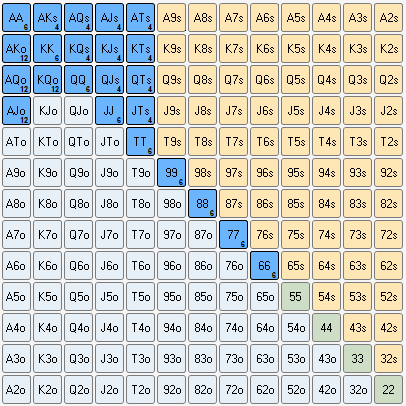 AA 6 AKs 4 AQs 4 AJs 4 ATs 4 A9s A8s A7s A6s A5s A4s A3s A2s
AKo 12 KK 6 KQs 4 KJs 4 KTs 4 K9s K8s K7s K6s K5s K4s K3s K2s
AQo 12 KQo 12 QQ 6 QJs 4 QTs 4 Q9s Q8s Q7s Q6s Q5s Q4s Q3s Q2s
AJo 12 KJo QJo JJ 6 JTs 4 J9s J8s J7s J6s J5s J4s J3s J2s
ATo KTo QTo JTo TT 6 T9s T8s T7s T6s T5s T4s T3s T2s
A9o K9o Q9o J9o T9o 99 6 98s 97s 96s 95s 94s 93s 92s
A8o K8o Q8o J8o T8o 98o 88 6 87s 86s 85s 84s 83s 82s
A7o K7o Q7o J7o T7o 97o 87o 77 6 76s 75s 74s 73s 72s
A6o K6o Q6o J6o T6o 96o 86o 76o 66 6 65s 64s 63s 62s
A5o K5o Q5o J5o T5o 95o 85o 75o 65o 55 54s 53s 52s
A4o K4o Q4o J4o T4o 94o 84o 74o 64o 54o 44 43s 42s
A3o K3o Q3o J3o T3o 93o 83o 73o 63o 53o 43o 33 32s
A2o K2o Q2o J2o T2o 92o 82o 72o 62o 52o 42o 32o 22